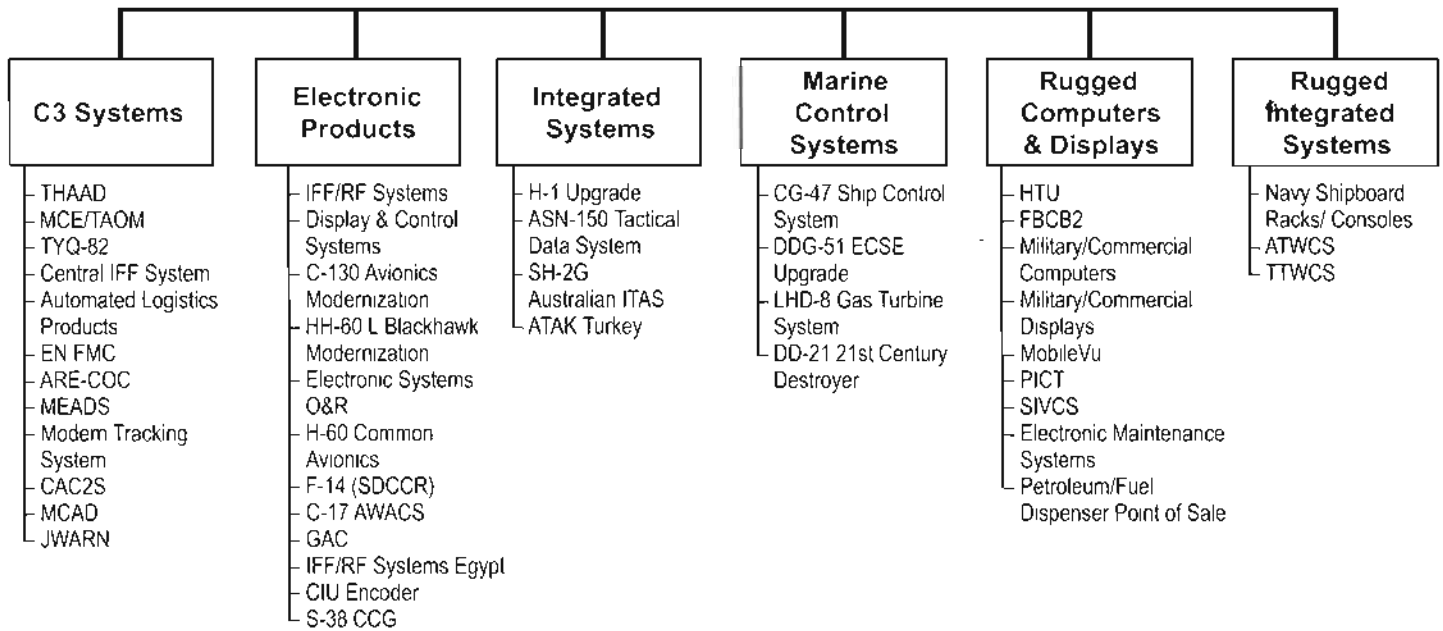 C3 Systems
THAAD
MCE/TAOM
TYQ-82
Central IFF System
Automated Logistics
Products
EN FMC
ARE-COC
MEADS
Modem Tracking
System
CAC2S
MCAD
JWARN
Electronic
Products
IFF/RF Systems
Display & Control
Systems
C-130 Avionics
Modernization
HH-60 L Blackhawk
Modernization
Electronic Systems
O&R
H-60 Common
Avionics
F-14 (SDCCR)
C-17 AWACS
GAC
IFF/RF Systems Egypt
CIU Encoder
S-38 CCG
Integrated
Systems
H-1 Upgrade
ASN-150 Tactical
Data System
SH-2G
Australian ITAS
ATAK Turkey
Marine
Control
Systems
CG-47 Ship Control
System
DDG-51 ECSE
Upgrade
LHD-8 Gas Turbine
System
DD-21 21st Century
Destroyer
Rugged
Computers
& Displays
HTU
FBCB2
Military/Commercial
Computers
Military/Commercial
Displays
MobileVu
PICT
SIVCS
Electronic Maintenance
Systems
Petroleum/Fuel
Dispenser Point of Sale
Rugged
Integrated
Systems
Navy Shipboard
Racks/ Consoles
ATWCS
TTWCS